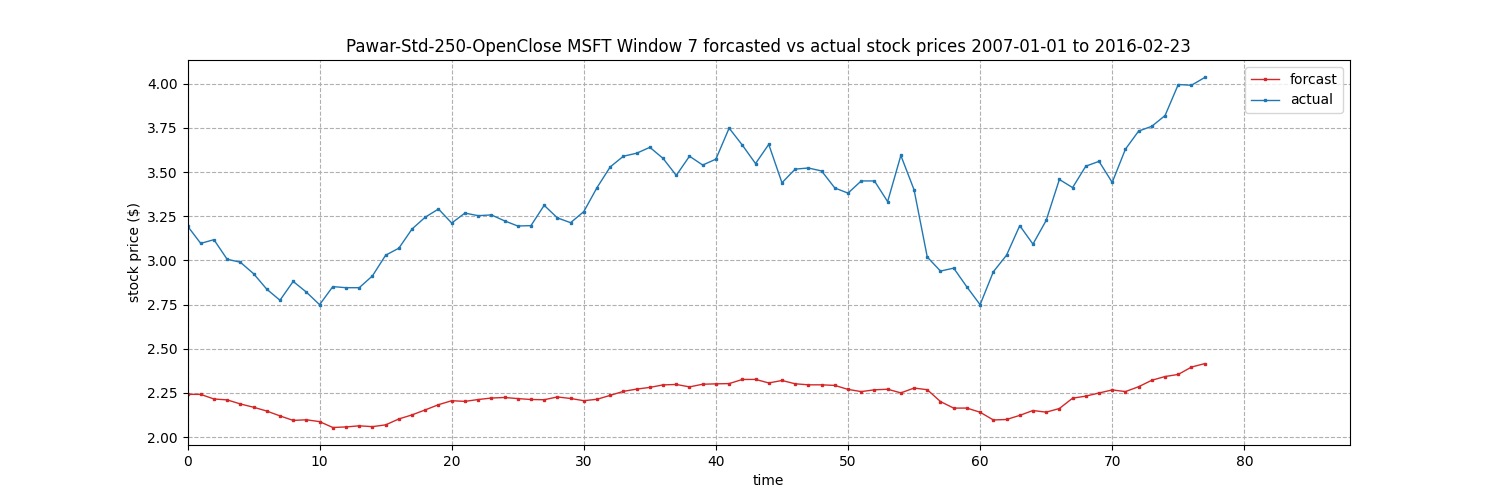 Pawar-Std-250-OpenClose MSFT Window 7 forcasted vs actual stock prices 2007-01-01 to 2016-02-23
forcast
actual
stock price ($)
4.00
3.75
3.50
3.25
3.00
2.75
2.50
2.25
2.00
0 10 20 30 40 50 60 70 80
time